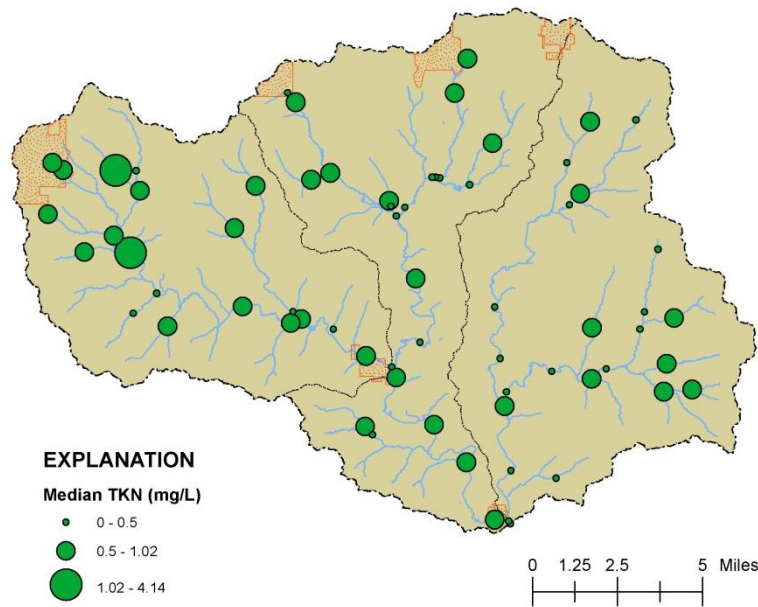 EXPLANATION
Median TKN (mg/L)
0 - 0.5
0.5 - 1.02
1.02 - 4.14
0 1.25 2.5 5 Miles